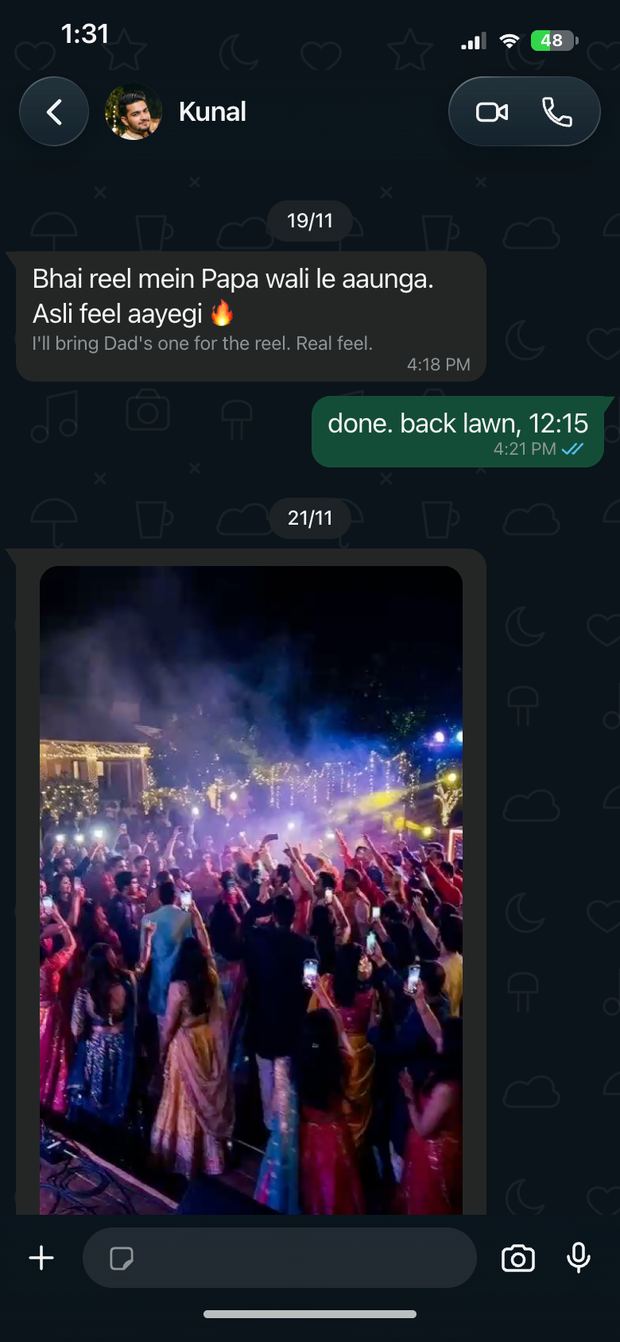 1:31
48
Kunal
19/11
Bhai reel mein Papa wali le aaunga.
Asli feel aayegi 🔥
I'll bring Dad's one for the reel. Real feel.
4:18 PM
done. back lawn, 12:15
4:21 PM
21/11